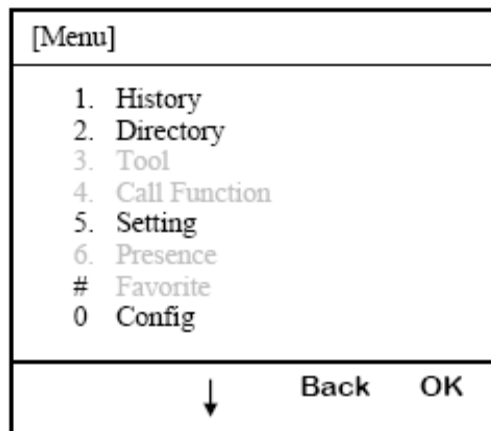 [Menu]
1. History
2. Directory
3. Tool
4. Call Function
5. Setting
6. Presence
# Favorite
0 Config
↓ Back OK